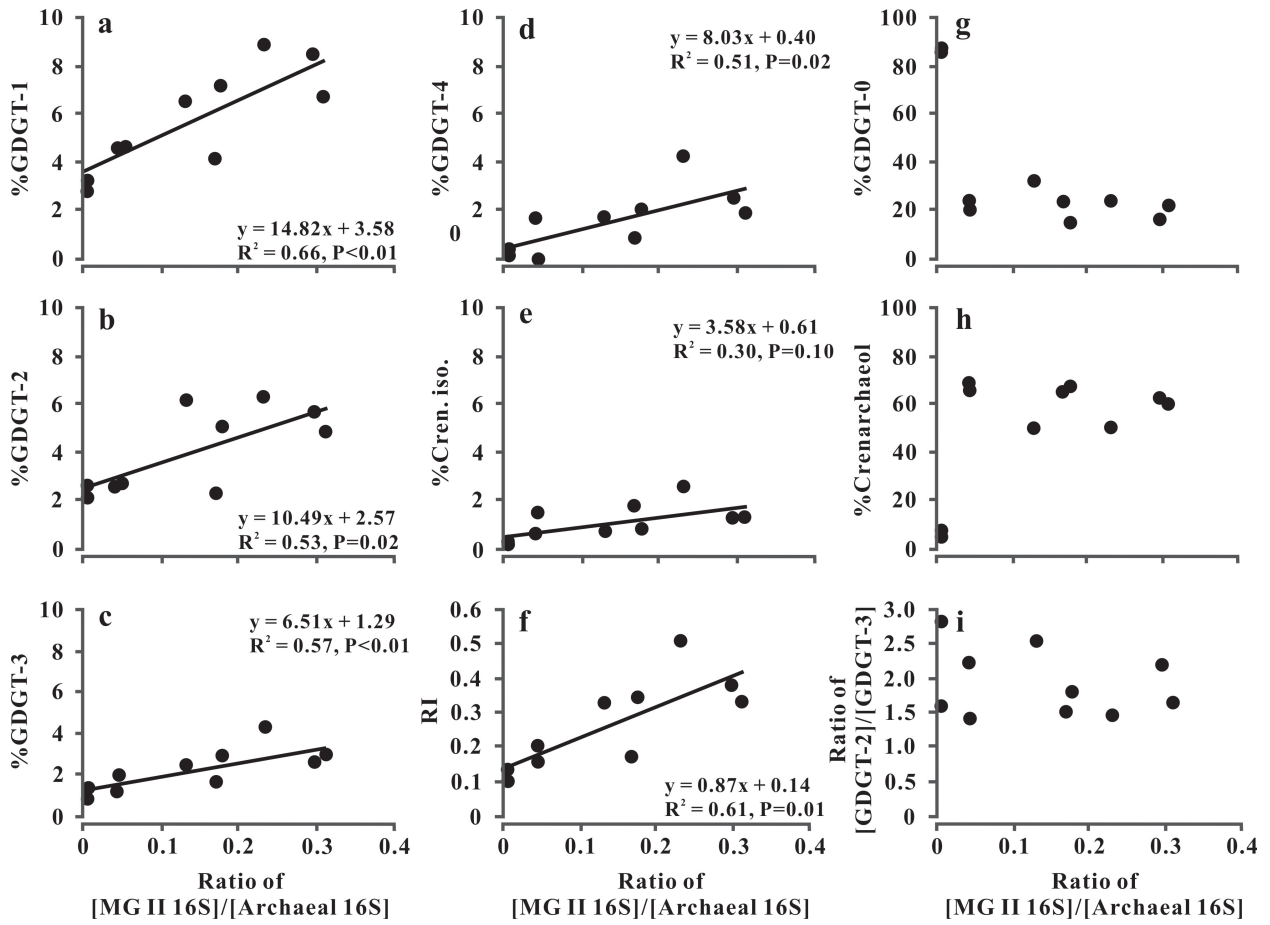 a
10
8
6
4
2
0
%GDGT-1
y = 14.82x + 3.58
R² = 0.66, P<0.01
b
10
8
6
4
2
0
%GDGT-2
y = 10.49x + 2.57
R² = 0.53, P=0.02
c
10
8
6
4
2
0
%GDGT-3
y = 6.51x + 1.29
R² = 0.57, P<0.01
0 0.1 0.2 0.3 0.4
Ratio of
[MG II 16S]/[Archaeal 16S]
d
10
8
6
4
2
0
0
%GDGT-4
y = 8.03x + 0.40
R² = 0.51, P=0.02
e
10
8
6
4
2
0
%Cren. iso.
y = 3.58x + 0.61
R² = 0.30, P=0.10
f
0.6
0.5
0.4
0.3
0.2
0.1
0
RI
y = 0.87x + 0.14
R² = 0.61, P=0.01
0 0.1 0.2 0.3 0.4
Ratio of
[MG II 16S]/[Archaeal 16S]
g
100
80
60
40
20
0
%GDGT-0
h
100
80
60
40
20
0
%Crenarchaeol
i
3.0
2.5
2.0
1.5
1.0
0.5
0
Ratio of
[GDGT-2]/[GDGT-3]
0 0.1 0.2 0.3 0.4
Ratio of
[MG II 16S]/[Archaeal 16S]